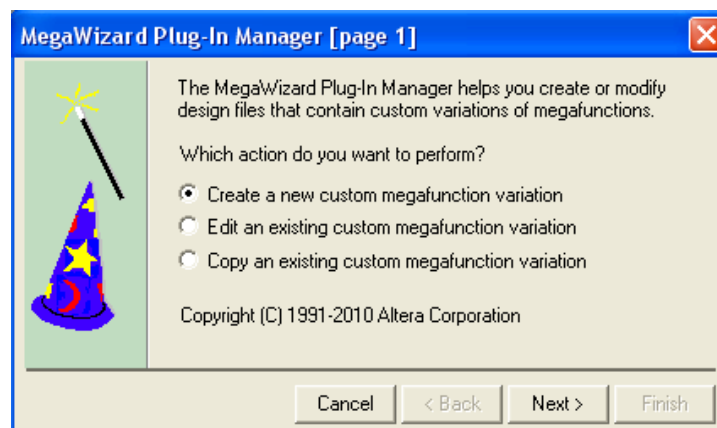 MegaWizard Plug-In Manager [page 1]
The MegaWizard Plug-In Manager helps you create or modify
design files that contain custom variations of megafunctions.
Which action do you want to perform?
Create a new custom megafunction variation
Edit an existing custom megafunction variation
Copy an existing custom megafunction variation
Copyright (C) 1991-2010 Altera Corporation
Cancel < Back Next > Finish